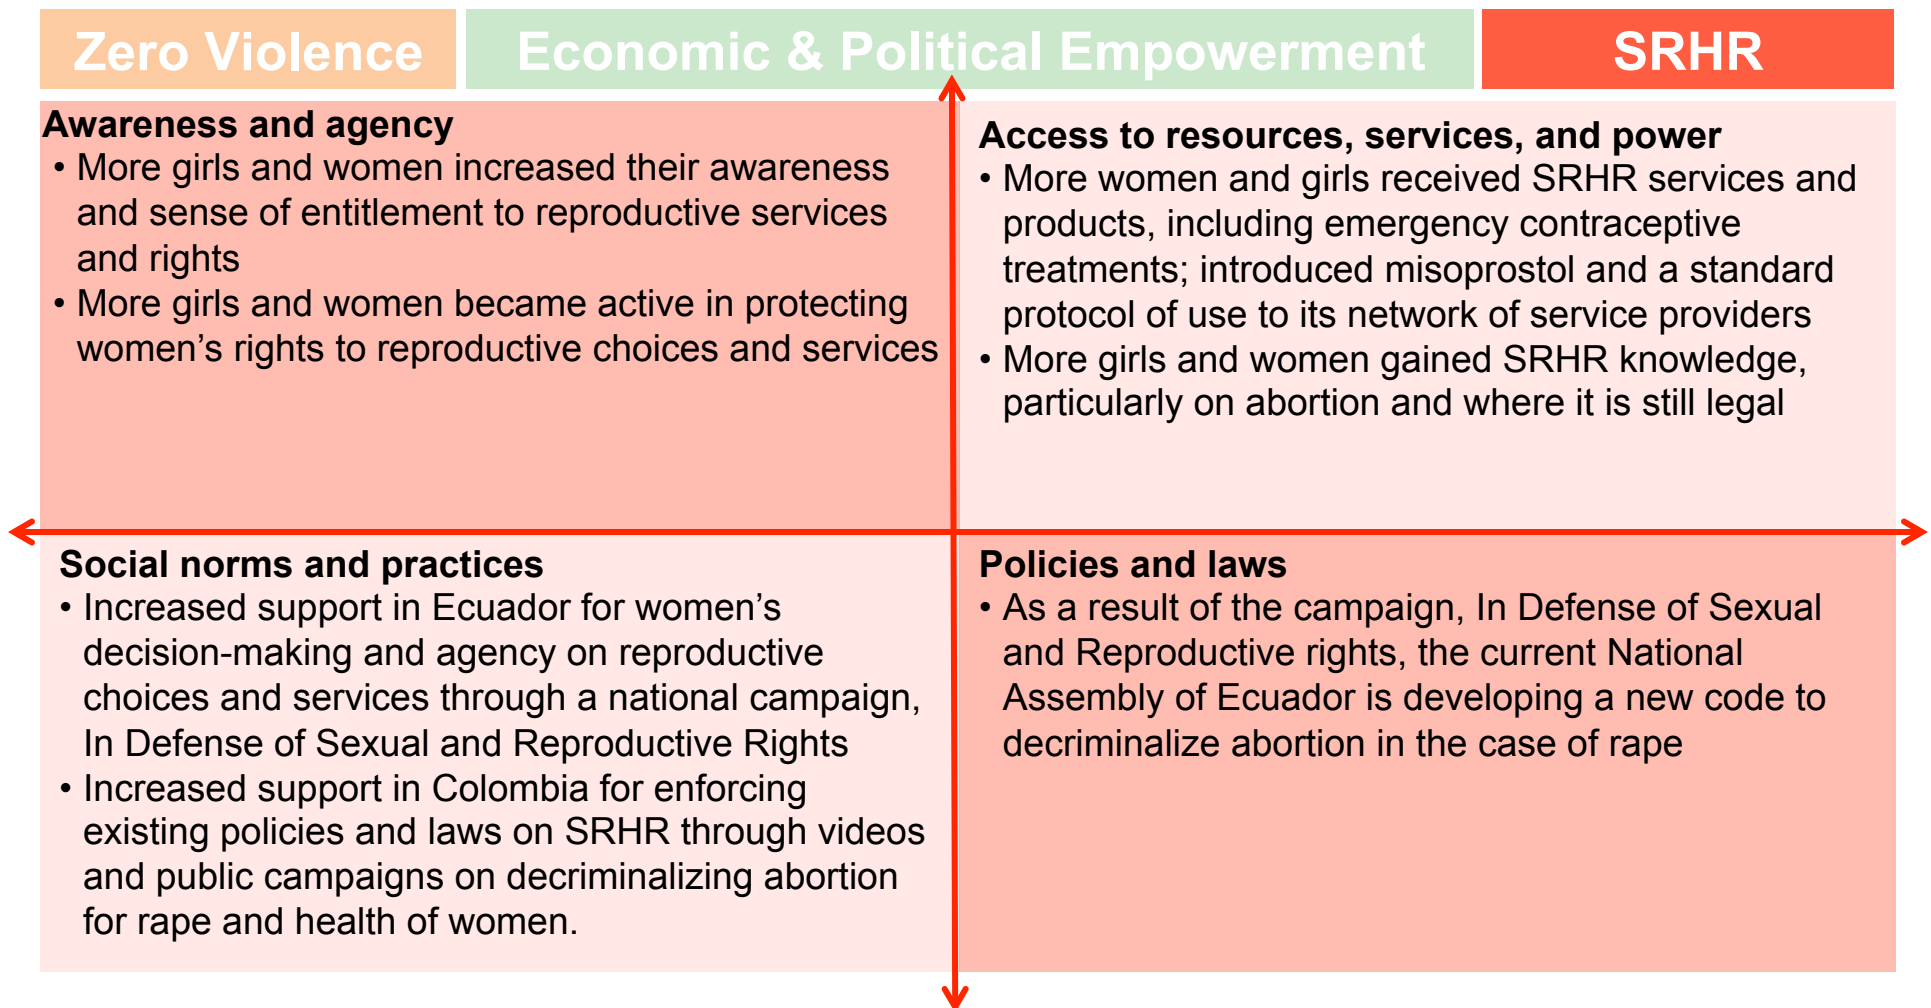 Zero Violence
Economic & Political Empowerment
SRHR
Awareness and agency
• More girls and women increased their awareness
and sense of entitlement to reproductive services
and rights
• More girls and women became active in protecting
women’s rights to reproductive choices and services
Access to resources, services, and power
• More women and girls received SRHR services and
products, including emergency contraceptive
treatments; introduced misoprostol and a standard
protocol of use to its network of service providers
• More girls and women gained SRHR knowledge,
particularly on abortion and where it is still legal
Social norms and practices
• Increased support in Ecuador for women’s
decision-making and agency on reproductive
choices and services through a national campaign,
In Defense of Sexual and Reproductive Rights
• Increased support in Colombia for enforcing
existing policies and laws on SRHR through videos
and public campaigns on decriminalizing abortion
for rape and health of women.
Policies and laws
• As a result of the campaign, In Defense of Sexual
and Reproductive rights, the current National
Assembly of Ecuador is developing a new code to
decriminalize abortion in the case of rape